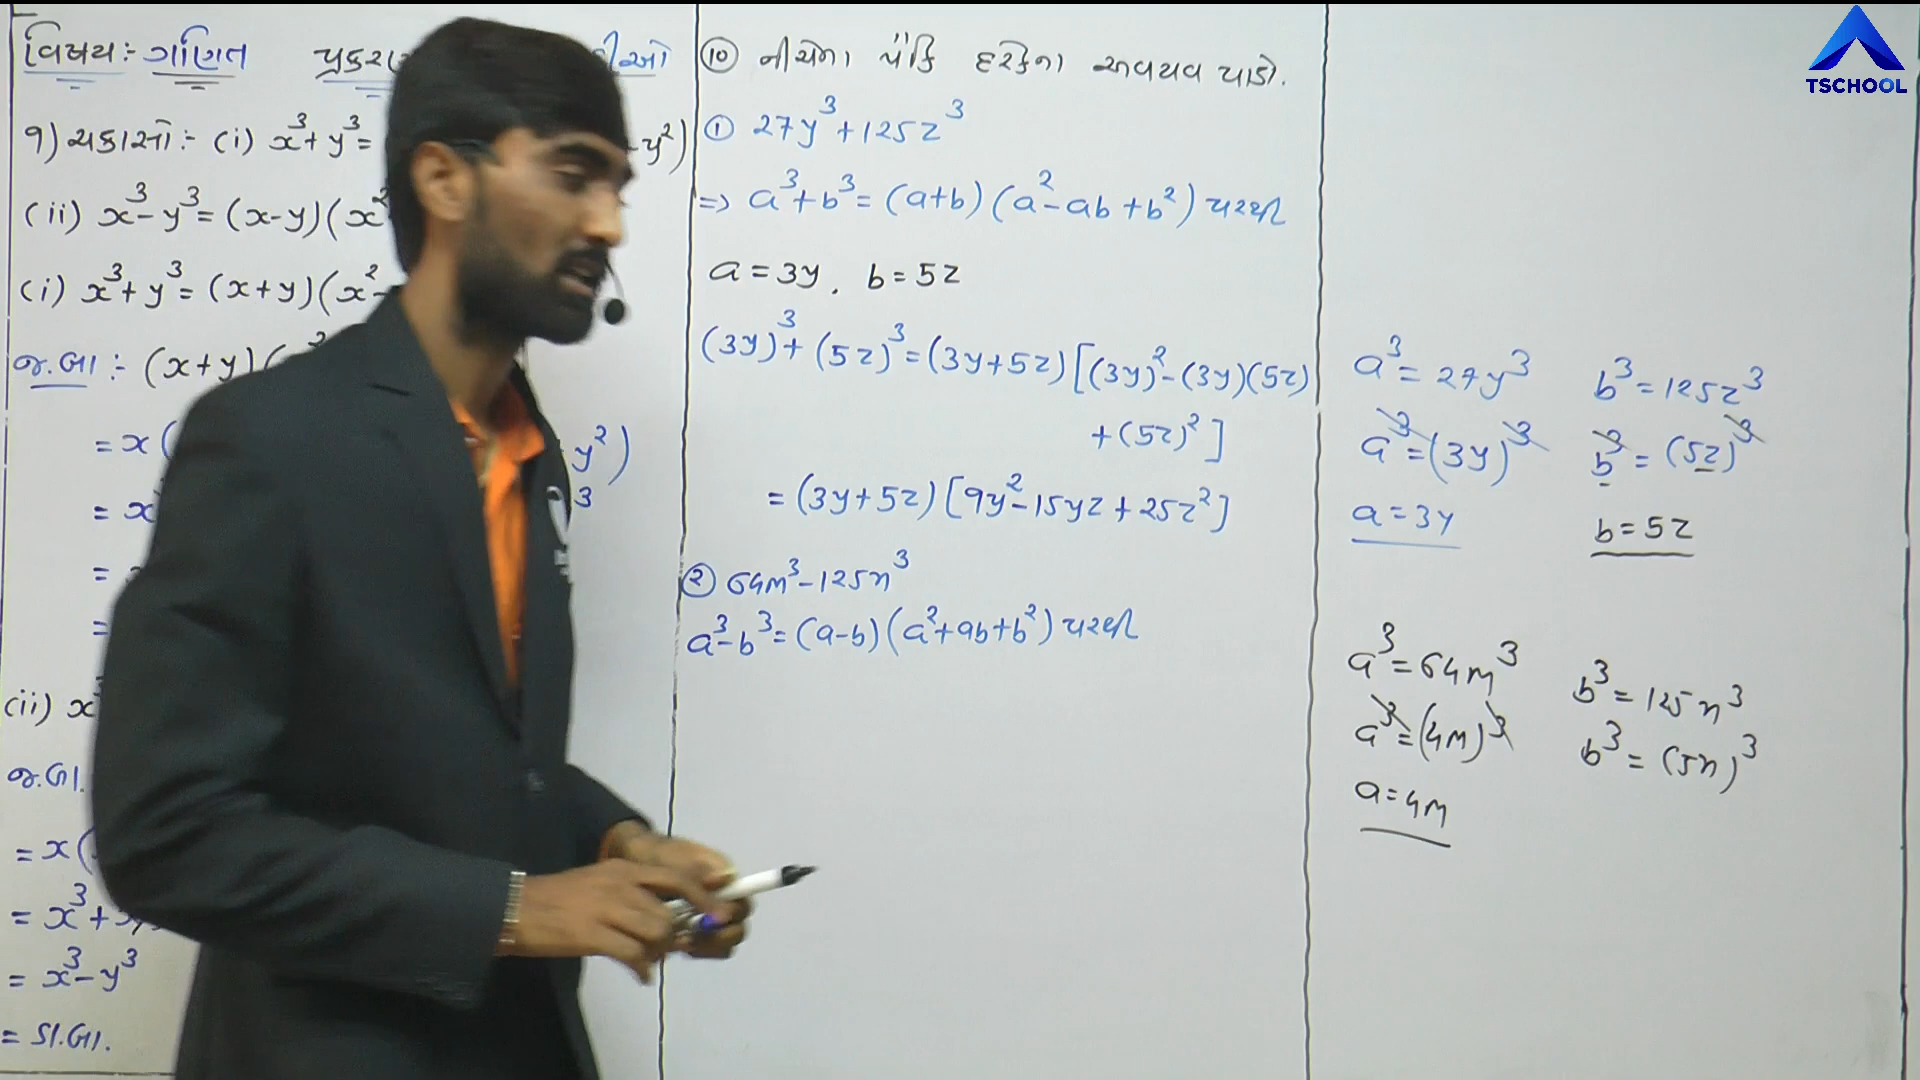 વિષય:- ગણિત
૧) ચકાસો:- (i) x³+y³=
-y²)
(ii) x³-y³=(x-y)(x²
(i) x³+y³=(x+y)(x²-
જ.બા:- (x+y)(
=x(
y²)
=x
3
=
=
(ii) x
જ.બા.
=x(
=x³+
=x³-y³
=ડા.બા.
⑩ નીચેના પૈકિ દરેકના અવયવ પાડો.
① 27y³+125z³
=> a³+b³=(a+b)(a²-ab+b²) પરથી
a=3y, b=5z
(3y)³+(5z)³=(3y+5z)[(3y)²-(3y)(5z)
+(5z)²]
=(3y+5z)[9y²-15yz+25z²]
② 64m³-125n³
a³-b³=(a-b)(a²+ab+b²) પરથી
TSCHOOL
a³=27y³ b³=125z³
a³=(3y)³ b³=(5z)³
a=3y b=5z
a³=64m³ b³=125n³
a³=(4m)³ b³=(5n)³
a=4m